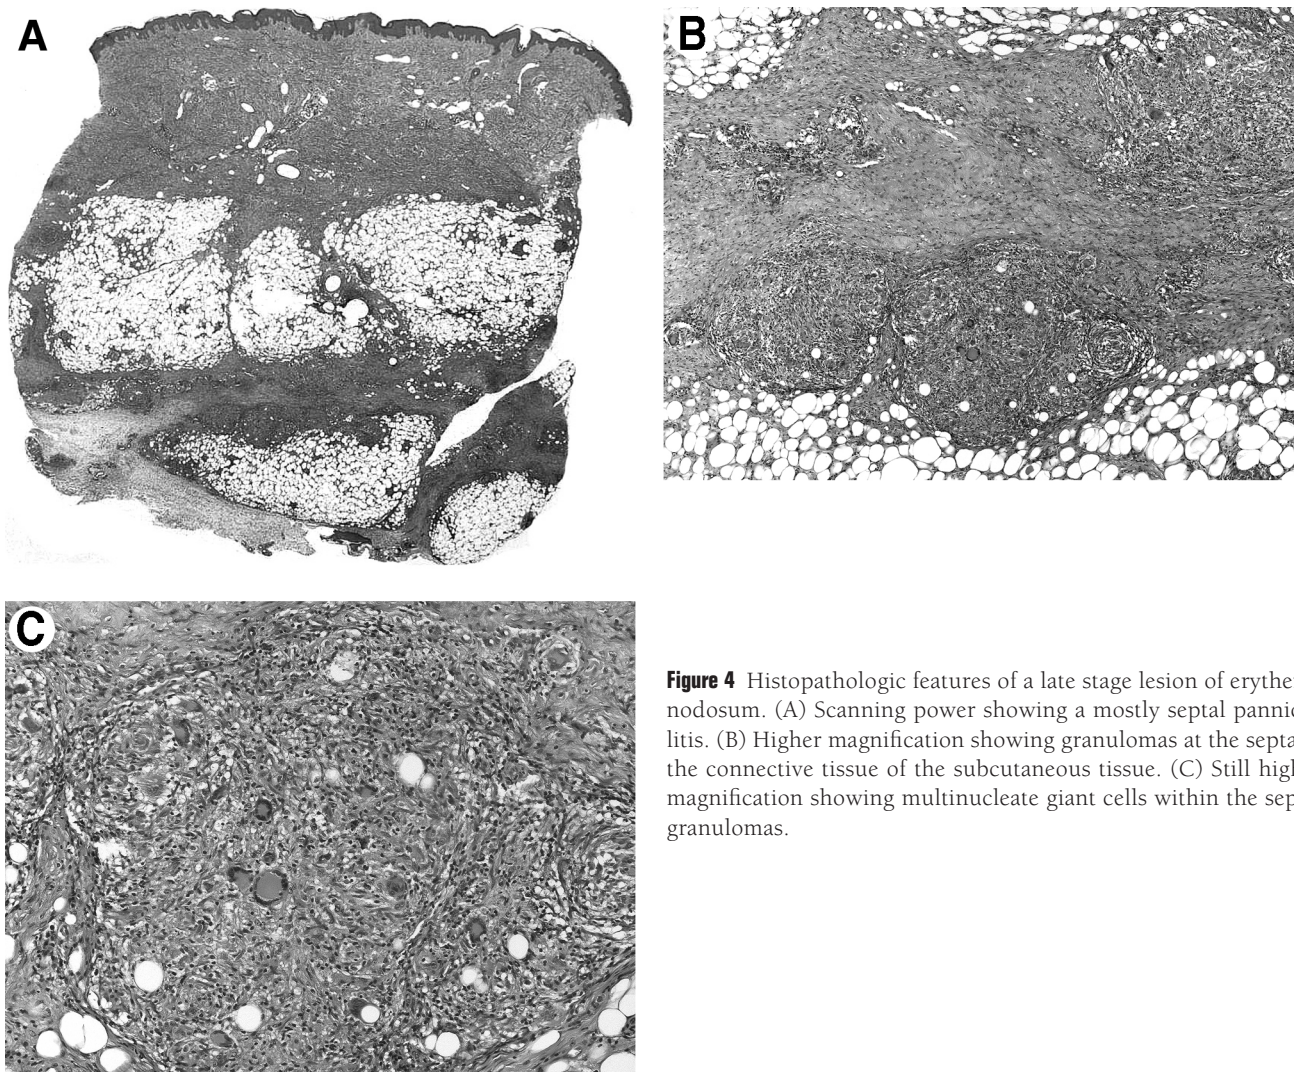 A
B
C
Figure 4 Histopathologic features of a late stage lesion of erythe
nodosum. (A) Scanning power showing a mostly septal pannic
litis. (B) Higher magnification showing granulomas at the septa
the connective tissue of the subcutaneous tissue. (C) Still high
magnification showing multinucleate giant cells within the sep
granulomas.